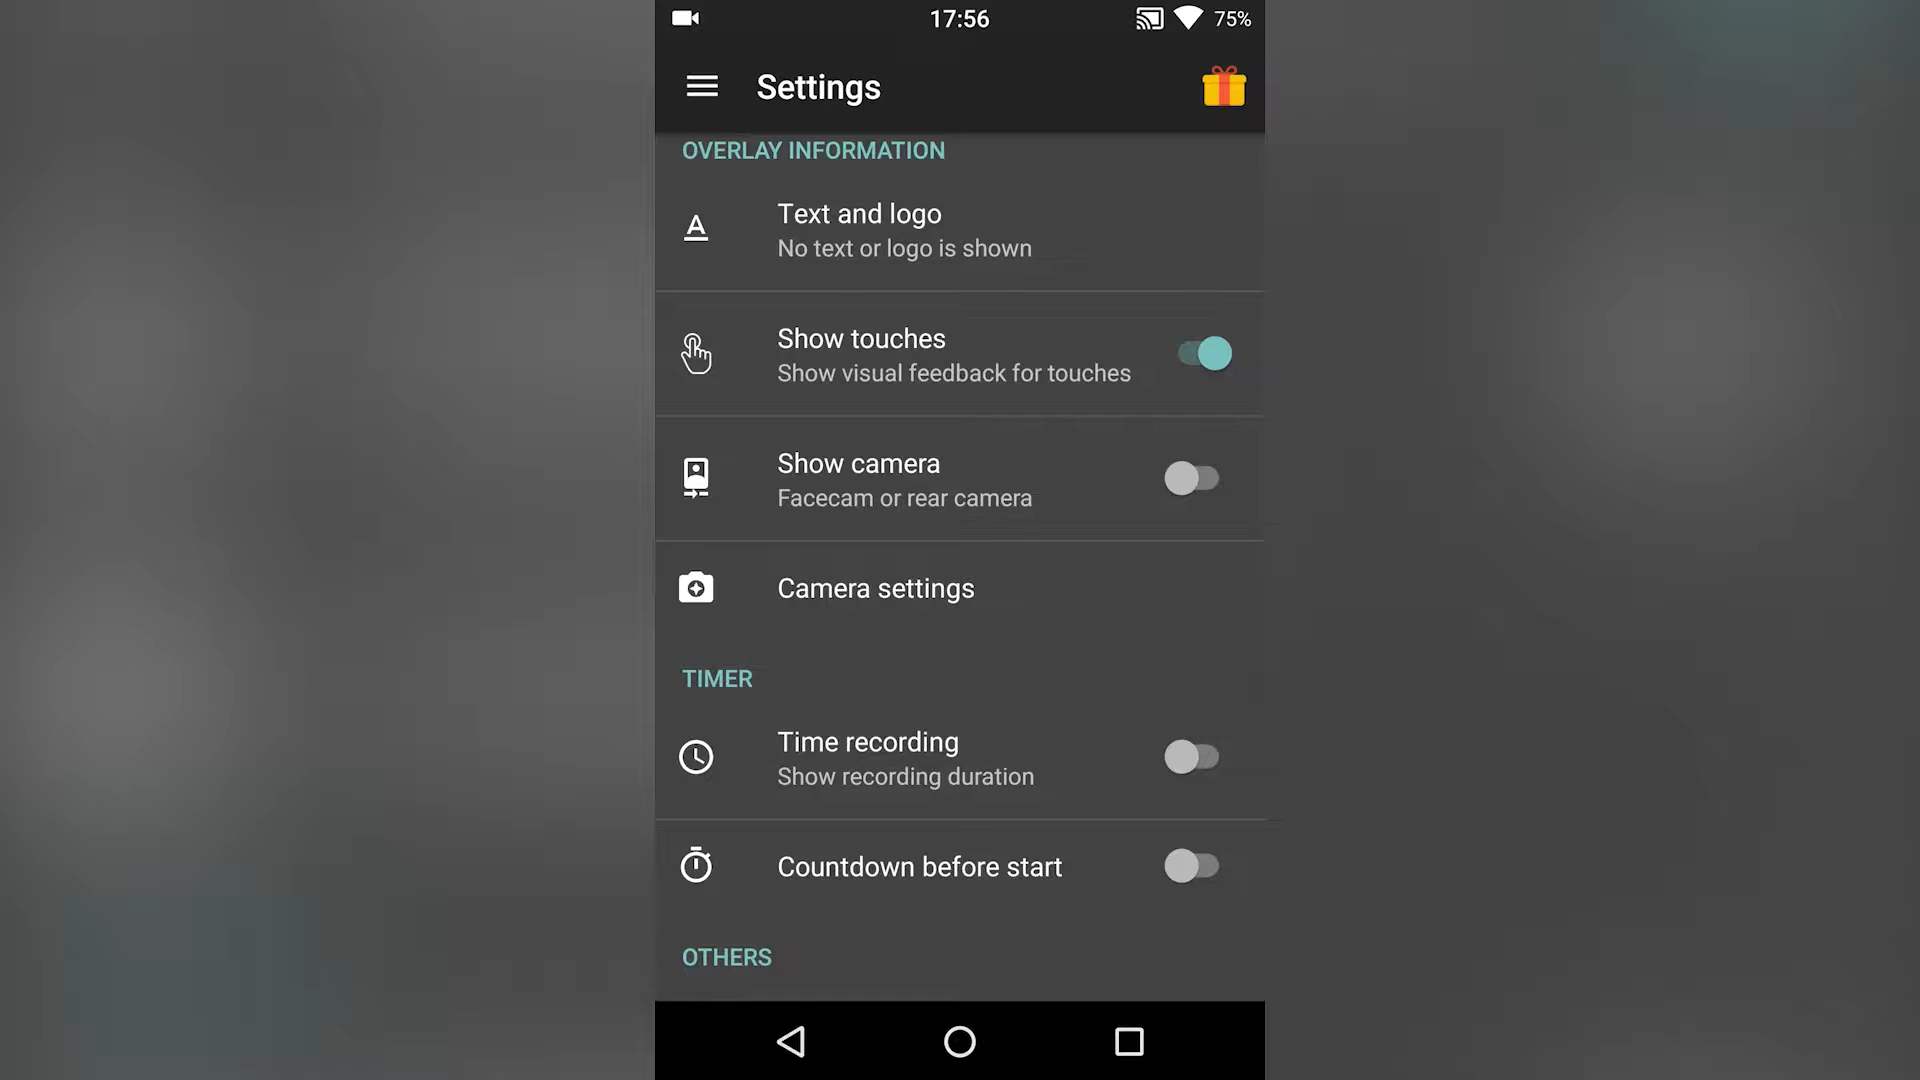 17:56
75%
Settings
OVERLAY INFORMATION
Text and logo
No text or logo is shown
Show touches
Show visual feedback for touches
Show camera
Facecam or rear camera
Camera settings
TIMER
Time recording
Show recording duration
Countdown before start
OTHERS